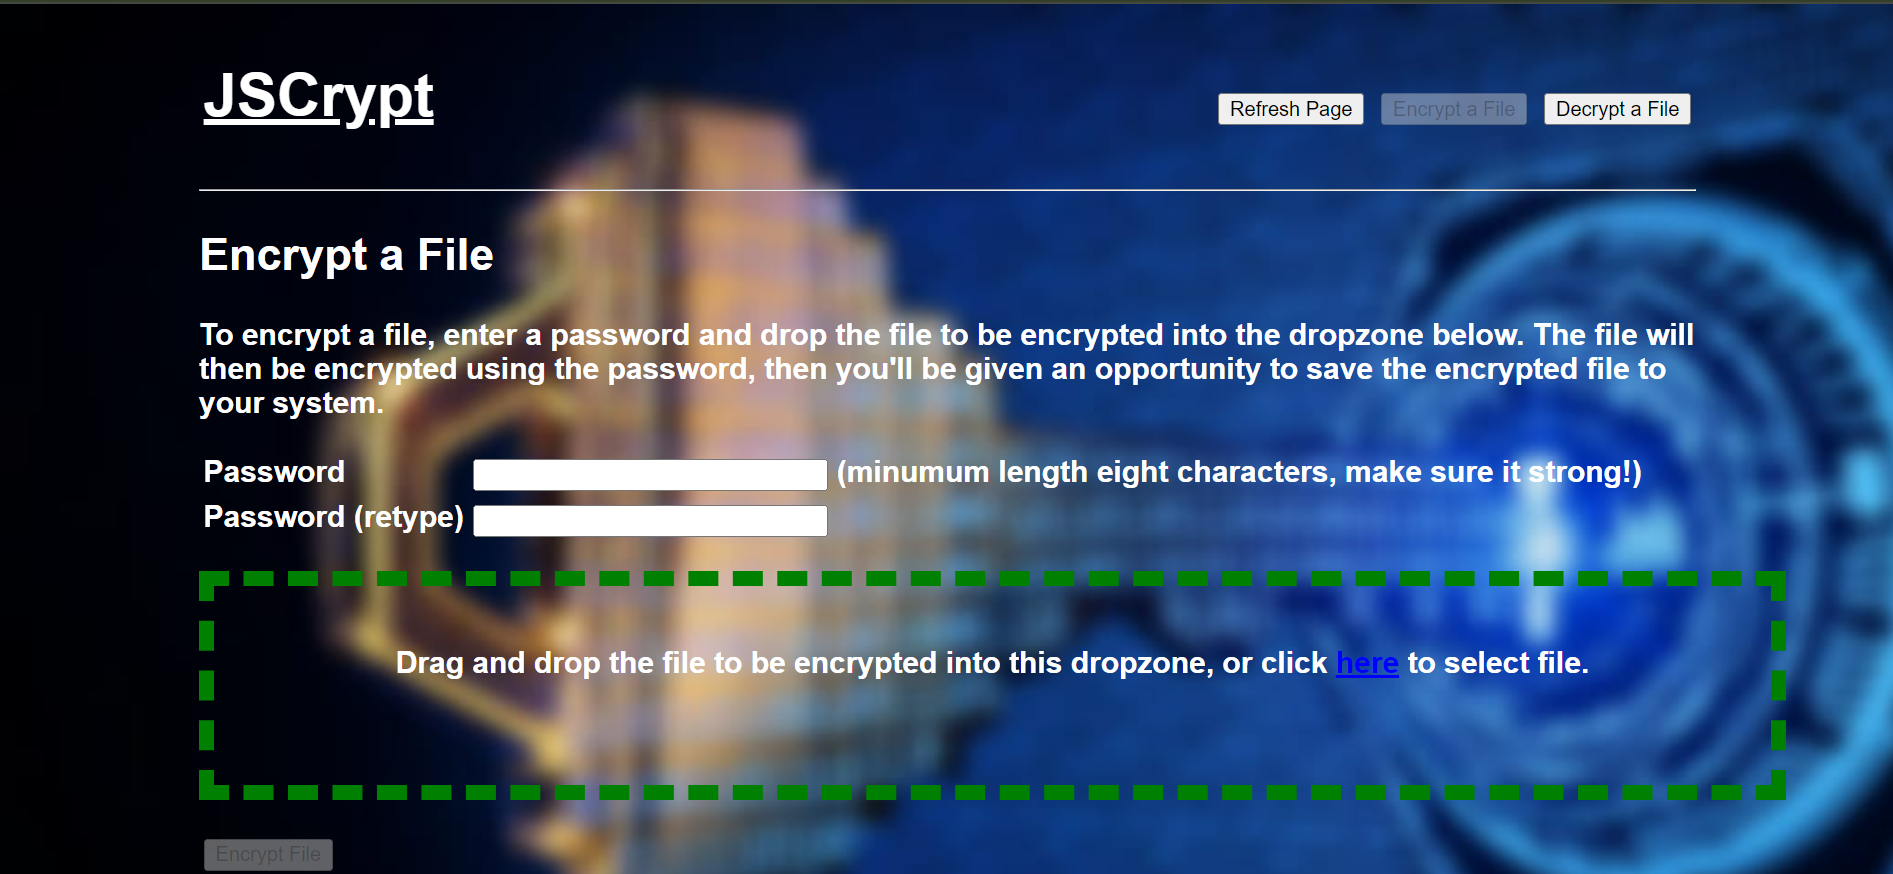 JSCrypt
Refresh Page Encrypt a File Decrypt a File
Encrypt a File
To encrypt a file, enter a password and drop the file to be encrypted into the dropzone below. The file will
then be encrypted using the password, then you'll be given an opportunity to save the encrypted file to
your system.
Password (minumum length eight characters, make sure it strong!)
Password (retype)
Drag and drop the file to be encrypted into this dropzone, or click here to select file.
Encrypt File